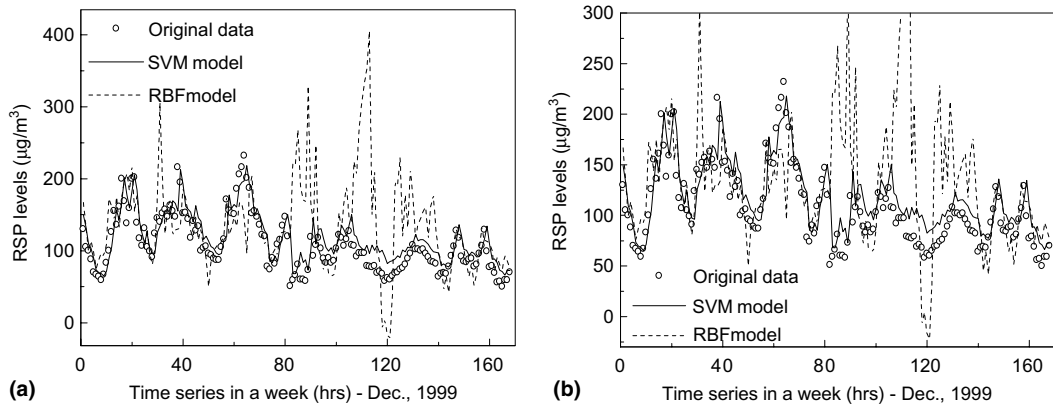 400
300
200
100
0
RSP levels (µg/m³)
Original data
SVM model
RBFmodel
0 40 80 120 160
(a) Time series in a week (hrs) - Dec., 1999
300
250
200
150
100
50
0
RSP levels (µg/m³)
Original data
SVM model
RBFmodel
0 40 80 120 160
(b) Time series in a week (hrs) - Dec., 1999